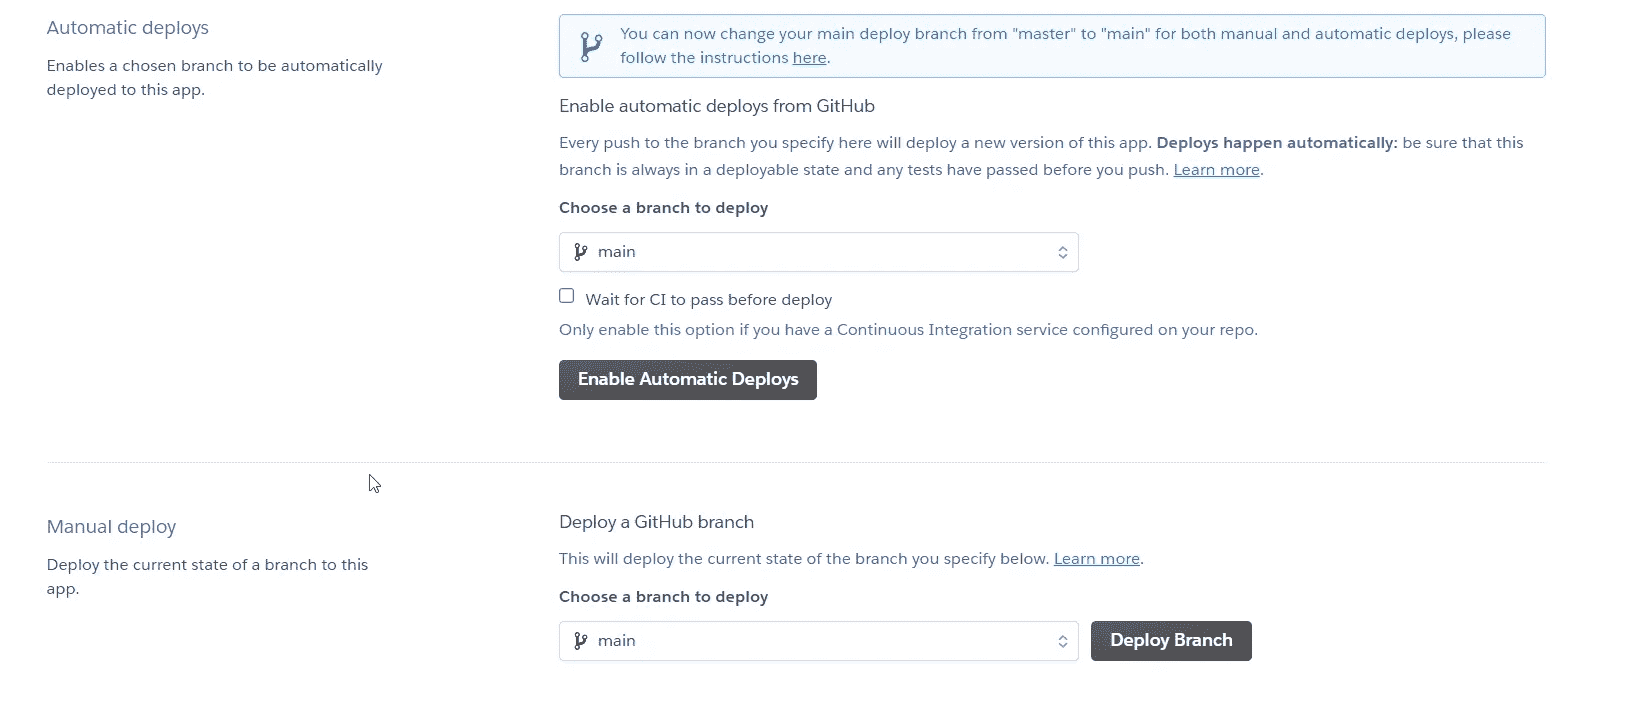 Automatic deploys
Enables a chosen branch to be automatically
deployed to this app.
You can now change your main deploy branch from "master" to "main" for both manual and automatic deploys, please
follow the instructions here.
Enable automatic deploys from GitHub
Every push to the branch you specify here will deploy a new version of this app. Deploys happen automatically: be sure that this
branch is always in a deployable state and any tests have passed before you push. Learn more.
Choose a branch to deploy
main
Wait for CI to pass before deploy
Only enable this option if you have a Continuous Integration service configured on your repo.
Enable Automatic Deploys
Manual deploy
Deploy the current state of a branch to this
app.
Deploy a GitHub branch
This will deploy the current state of the branch you specify below. Learn more.
Choose a branch to deploy
main
Deploy Branch